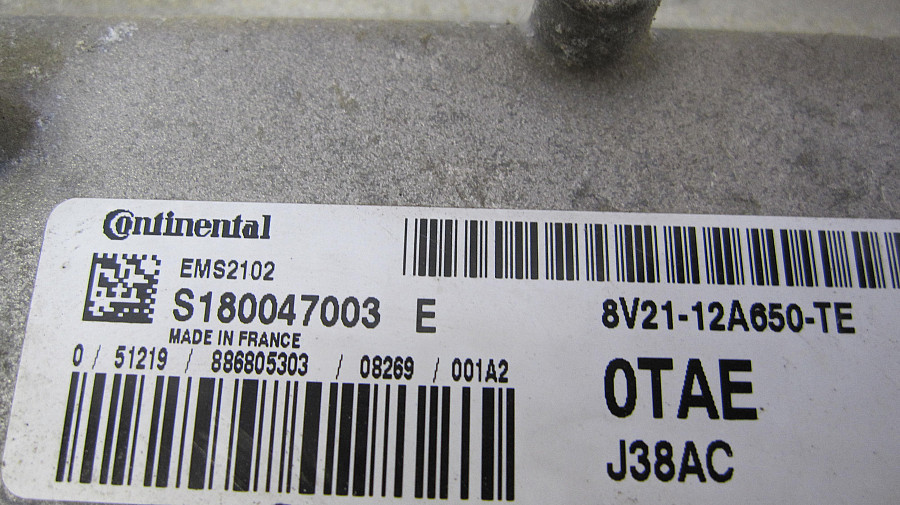 Continental
EMS2102
S180047003 E
MADE IN FRANCE
0 / 51219 / 886805303 / 08269 / 001A2
8V21-12A650-TE
0TAE
J38AC